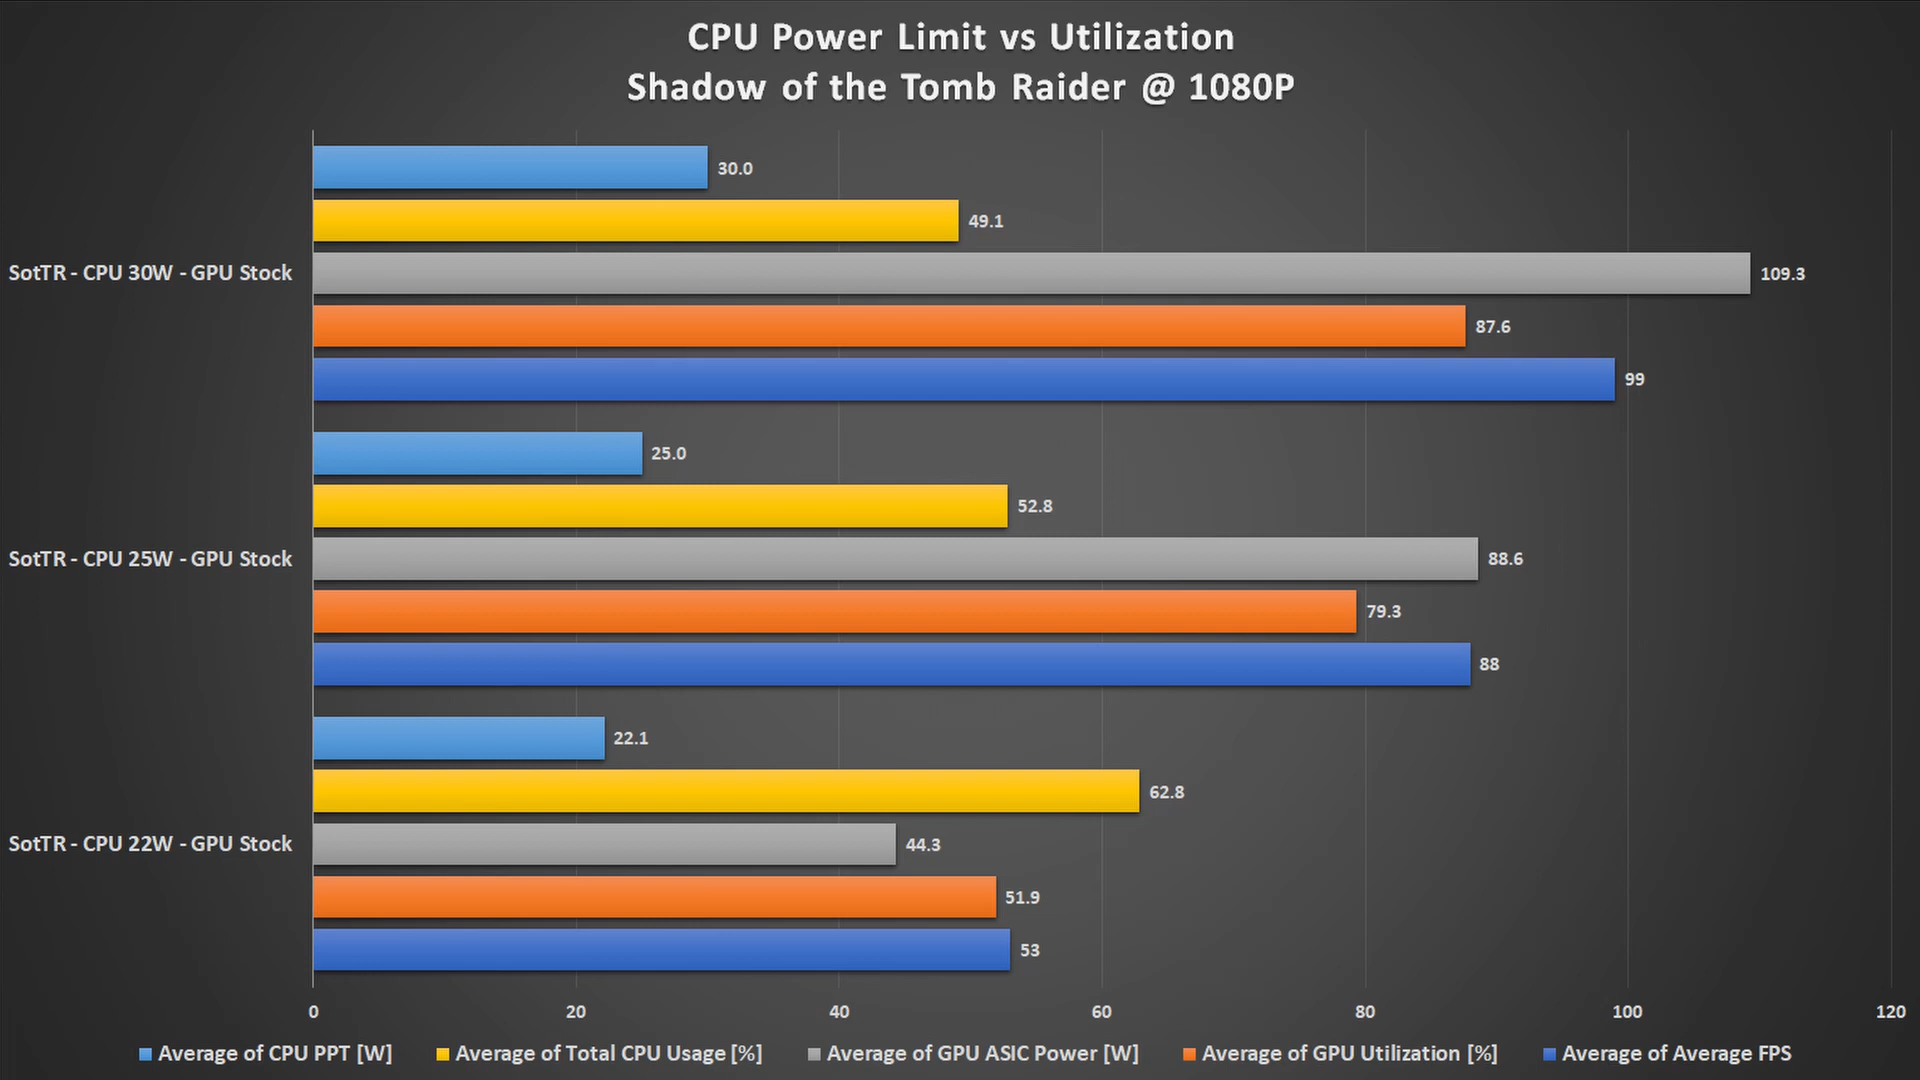 CPU Power Limit vs Utilization
Shadow of the Tomb Raider @ 1080P
30.0
49.1
SotTR - CPU 30W - GPU Stock
109.3
87.6
99
25.0
52.8
SotTR - CPU 25W - GPU Stock
88.6
79.3
88
22.1
62.8
SotTR - CPU 22W - GPU Stock
44.3
51.9
53
0 20 40 60 80 100 120
Average of CPU PPT [W] Average of Total CPU Usage [%] Average of GPU ASIC Power [W] Average of GPU Utilization [%] Average of Average FPS